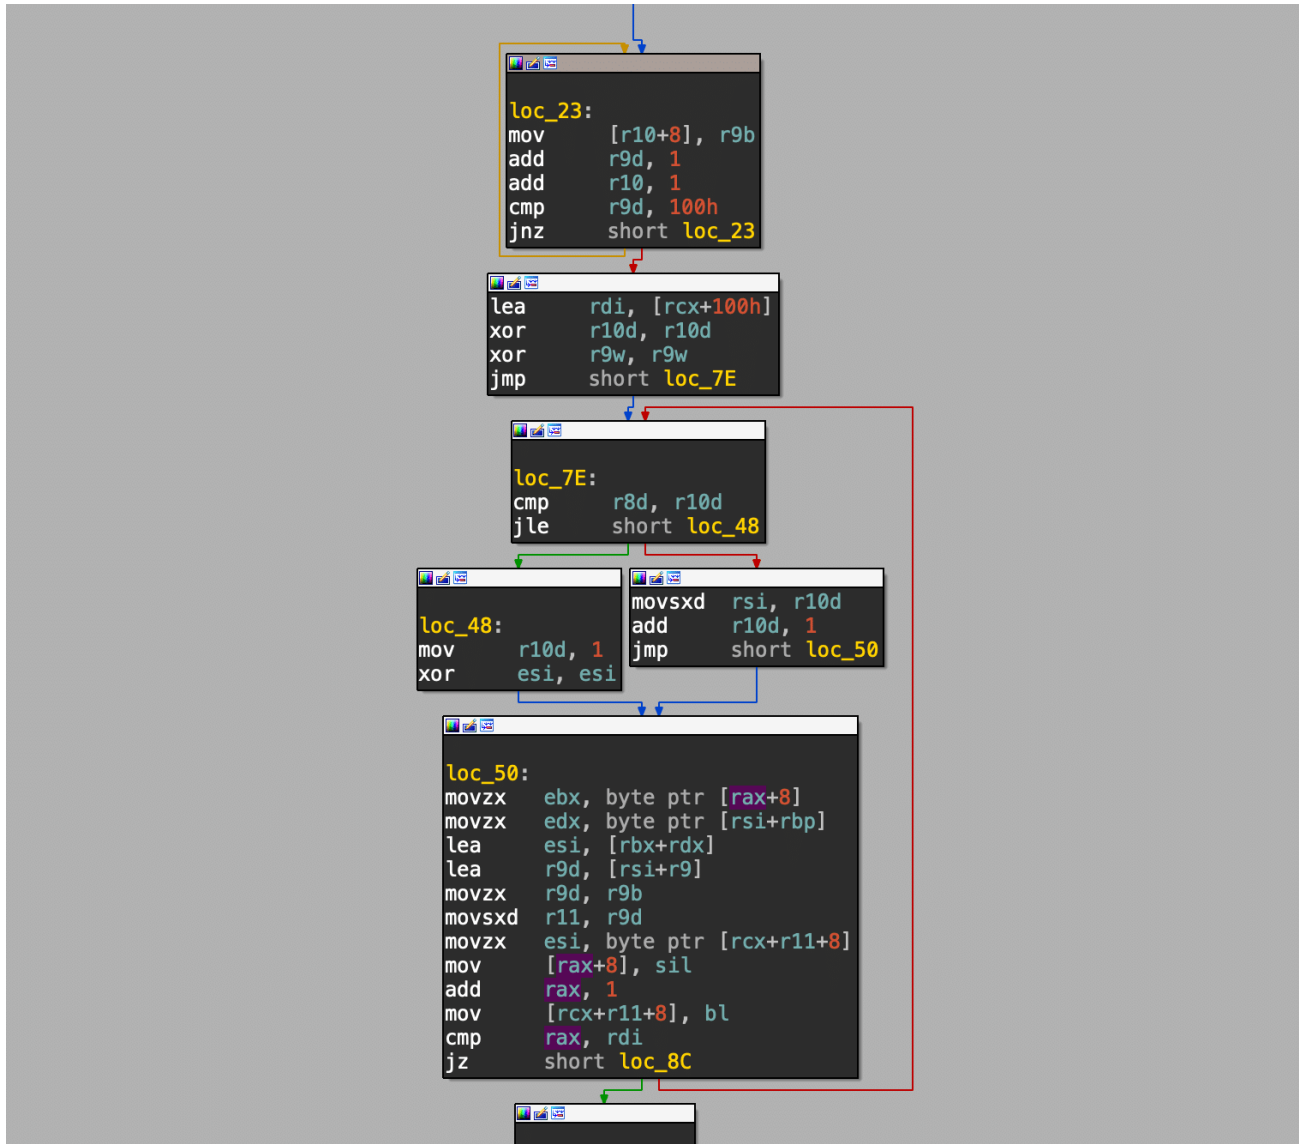 loc_23:
mov [r10+8], r9b
add r9d, 1
add r10, 1
cmp r9d, 100h
jnz short loc_23
lea rdi, [rcx+100h]
xor r10d, r10d
xor r9w, r9w
jmp short loc_7E
loc_7E:
cmp r8d, r10d
jle short loc_48
loc_48:
mov r10d, 1
xor esi, esi
movsxd rsi, r10d
add r10d, 1
jmp short loc_50
loc_50:
movzx ebx, byte ptr [rax+8]
movzx edx, byte ptr [rsi+rbp]
lea esi, [rbx+rdx]
lea r9d, [rsi+r9]
movzx r9d, r9b
movsxd r11, r9d
movzx esi, byte ptr [rcx+r11+8]
mov [rax+8], sil
add rax, 1
mov [rcx+r11+8], bl
cmp rax, rdi
jz short loc_8C